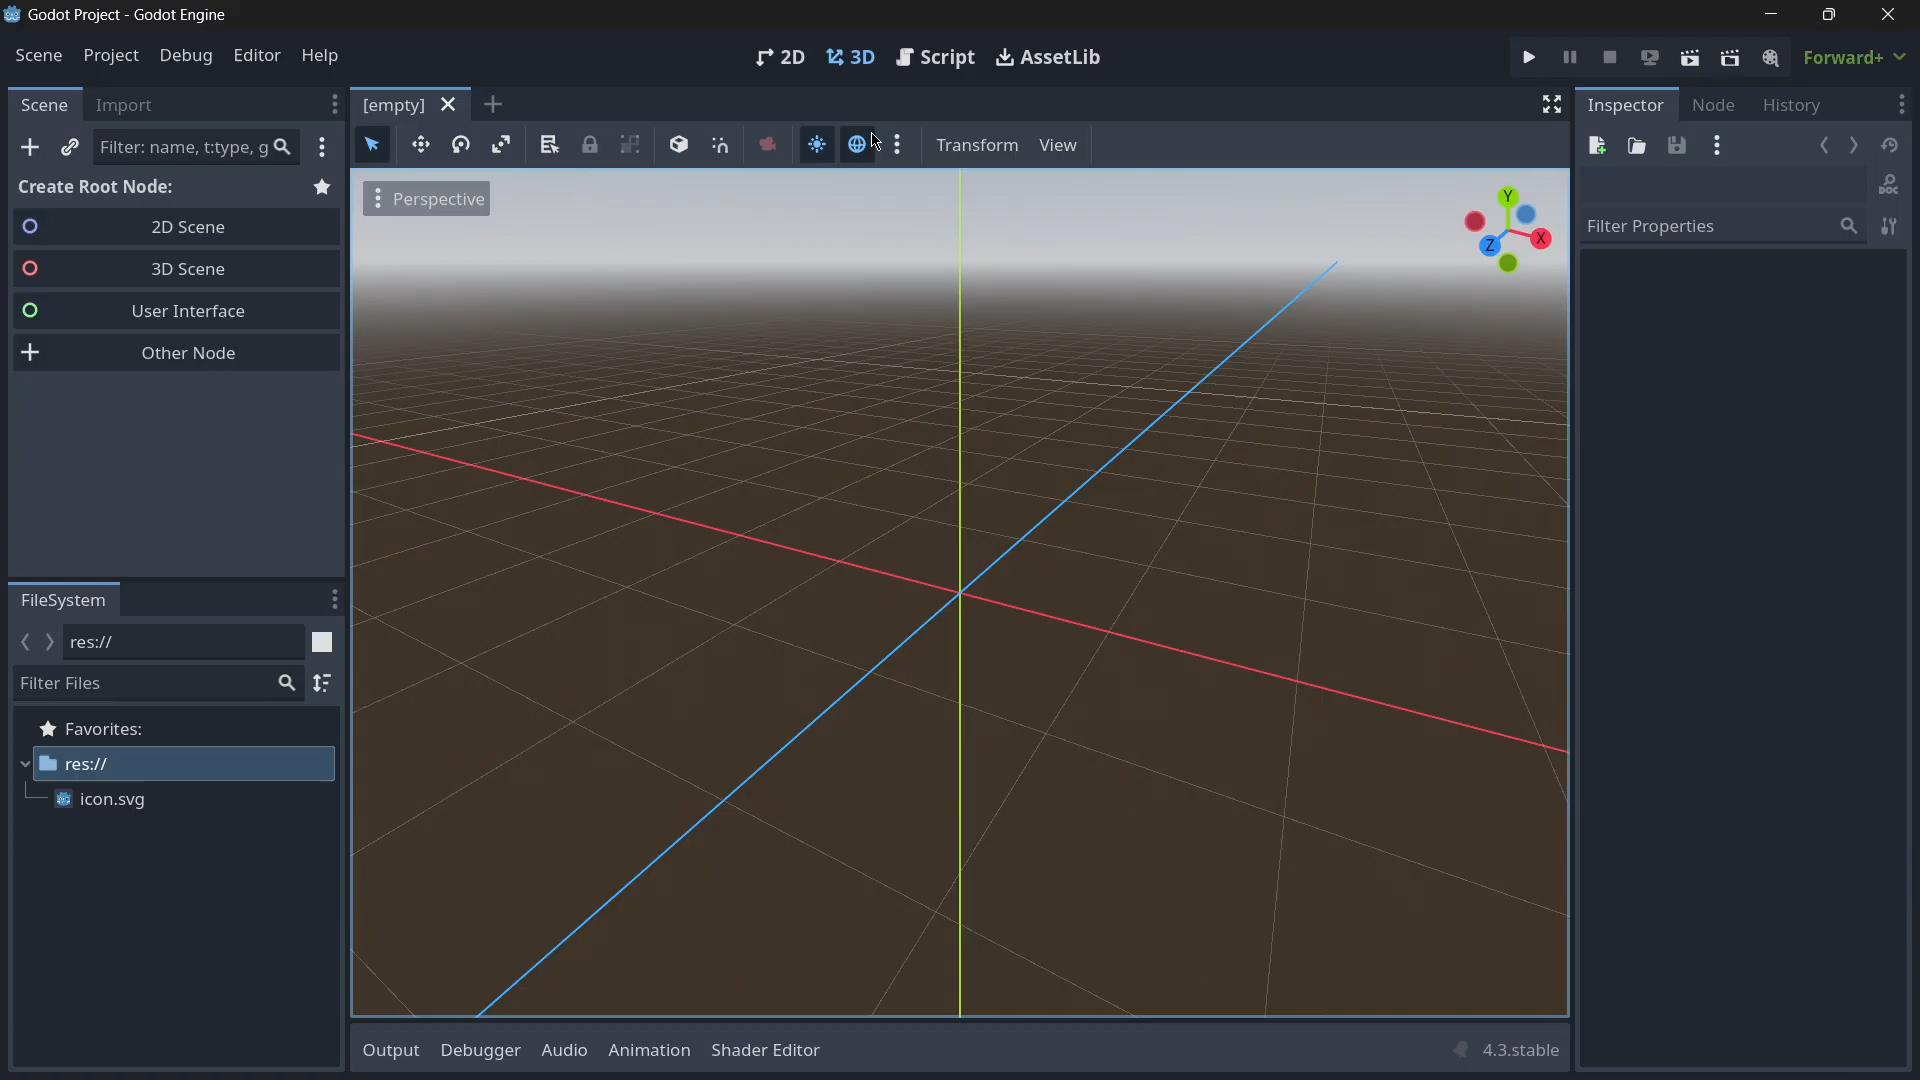 Godot Project - Godot Engine
Scene Project Debug Editor Help
2D 3D Script AssetLib
Forward+
Scene Import
[empty]
Inspector Node History
Filter: name, t:type, g
Transform View
Create Root Node:
2D Scene
3D Scene
User Interface
Other Node
Perspective
Y
X
Z
DOC
Filter Properties
FileSystem
res://
Filter Files
Favorites:
res://
icon.svg
Output Debugger Audio Animation Shader Editor
4.3.stable